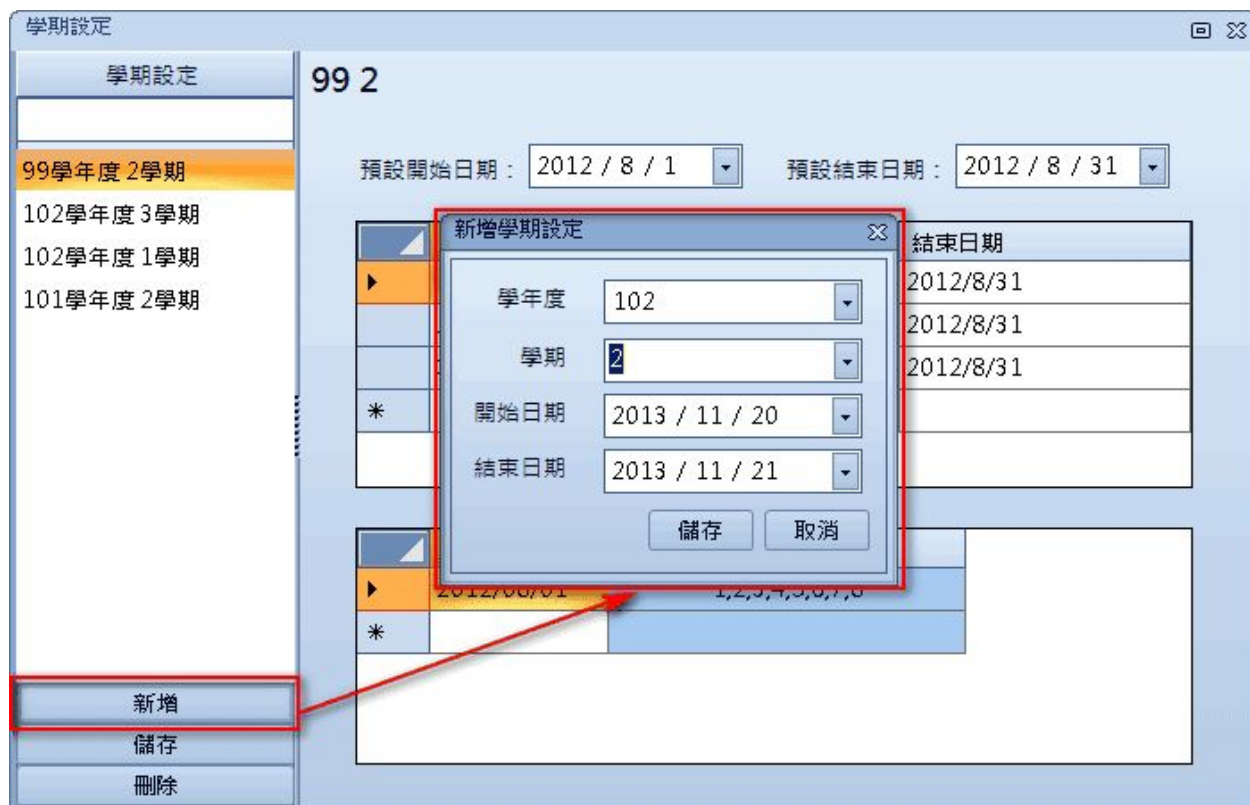 學期設定
學期設定
99學年度 2學期
102學年度 3學期
102學年度 1學期
101學年度 2學期
新增
儲存
刪除
99 2
預設開始日期： 2012 / 8 / 1 預設結束日期： 2012 / 8 / 31
結束日期
2012/8/31
2012/8/31
2012/8/31
新增學期設定
學年度 102
學期 2
開始日期 2013 / 11 / 20
結束日期 2013 / 11 / 21
儲存 取消
2012/08/01 1,2,3,4,5,6,7,8